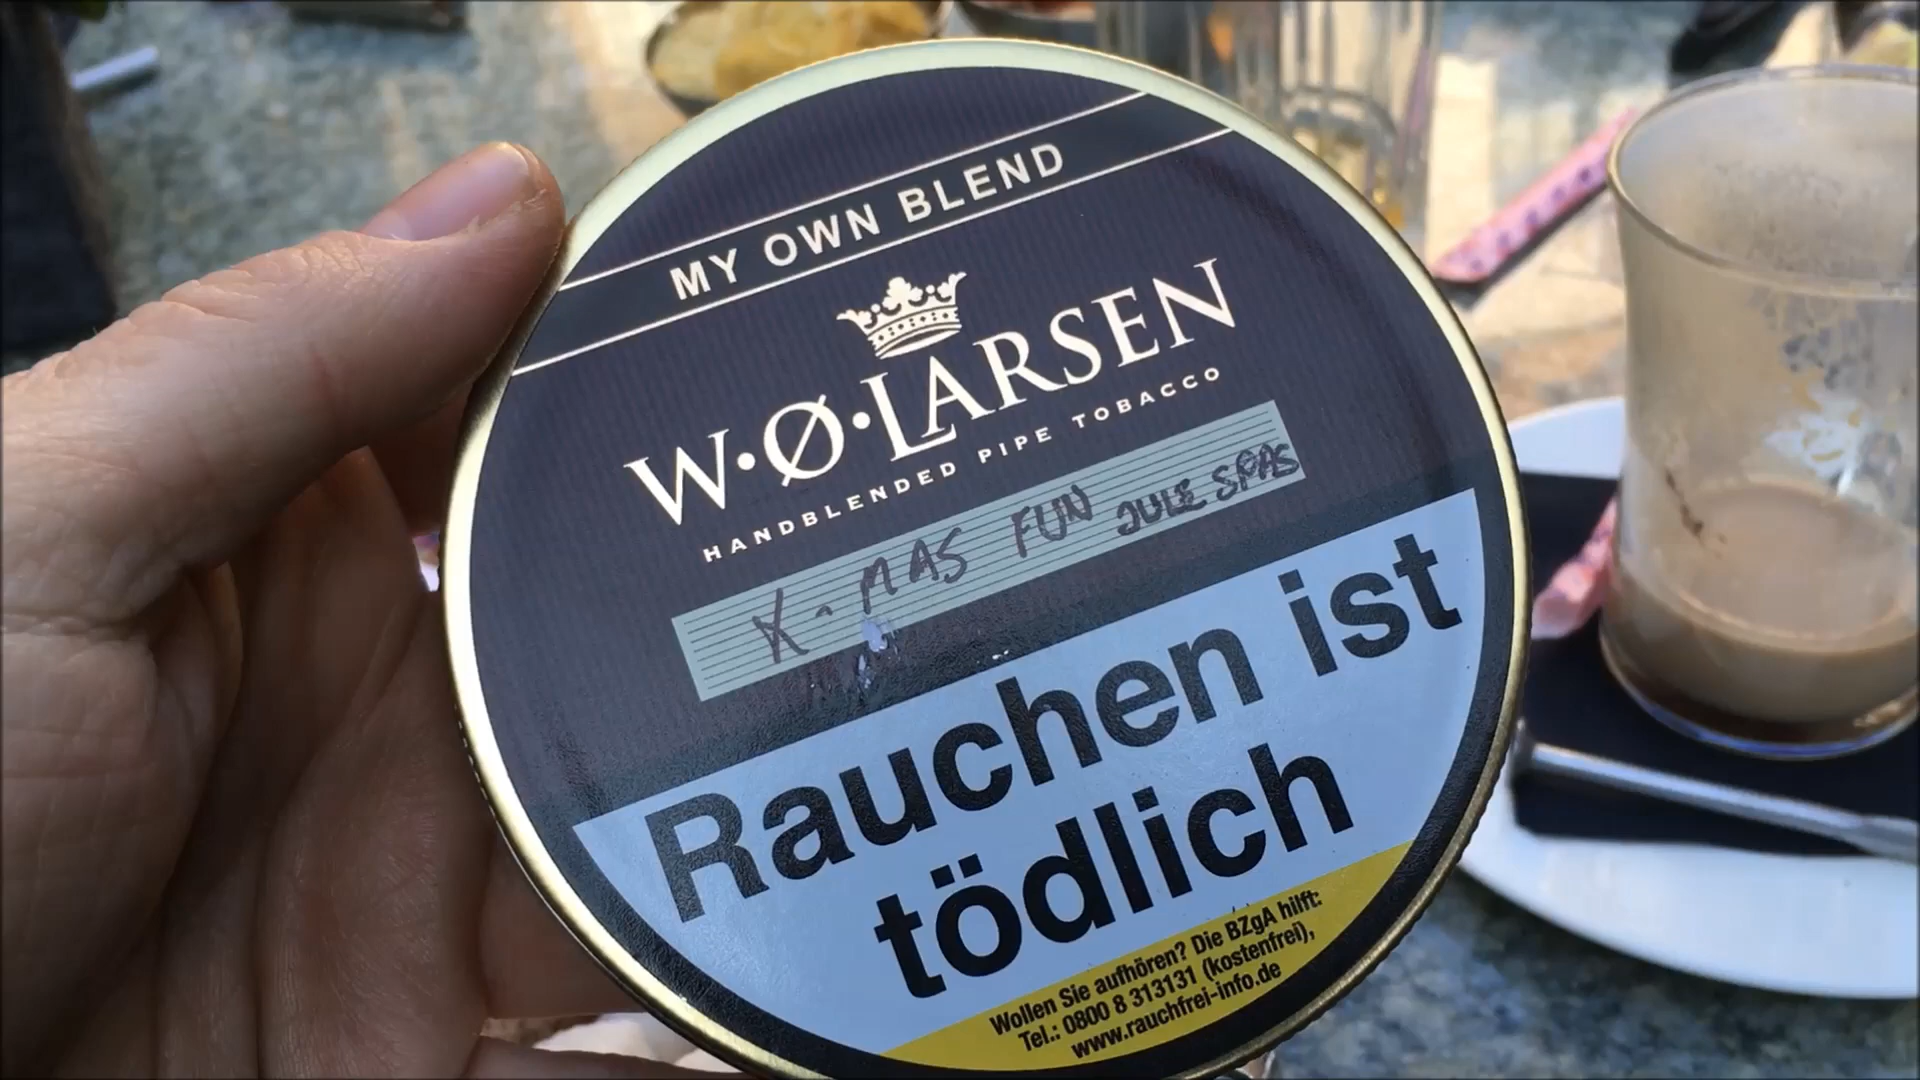 MY OWN BLEND
W·Ø·LARSEN
HANDBLENDED PIPE TOBACCO
X-MAS FUN JULE SPAS
Rauchen ist
tödlich
Wollen Sie aufhören? Die BZgA hilft:
Tel.: 0800 8 313131 (kostenfrei),
www.rauchfrei-info.de